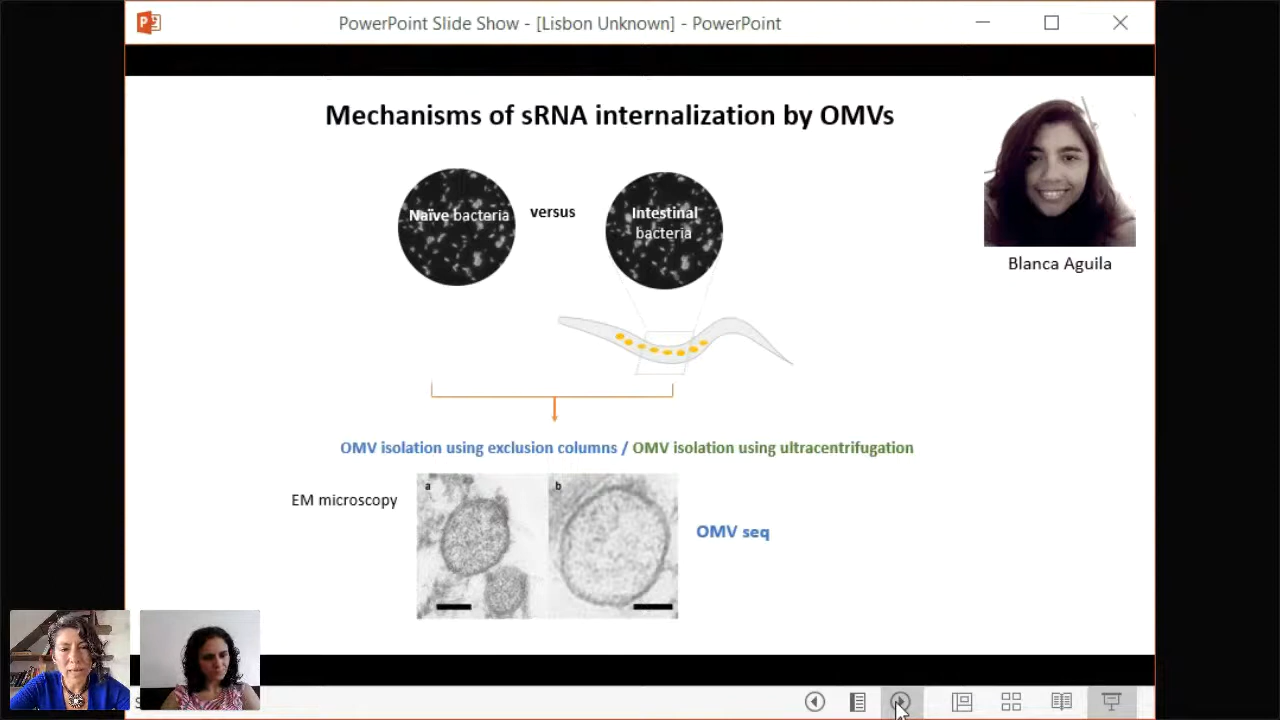 PowerPoint Slide Show - [Lisbon Unknown] - PowerPoint
Mechanisms of sRNA internalization by OMVs
Naïve bacteria
versus
Intestinal
bacteria
Blanca Aguila
OMV isolation using exclusion columns / OMV isolation using ultracentrifugation
EM microscopy
a
b
OMV seq